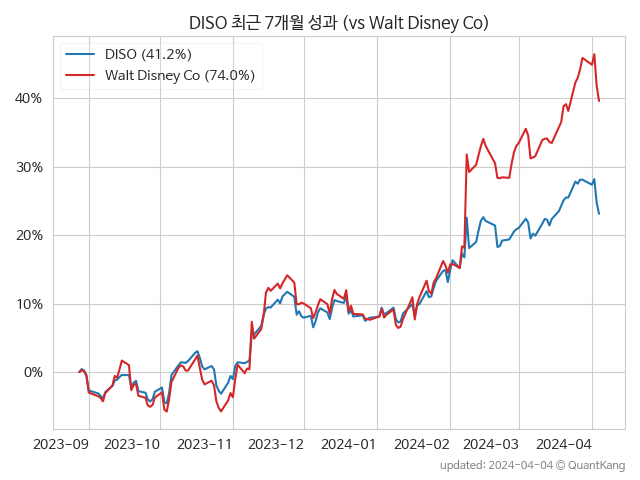 DISO 최근 7개월 성과 (vs Walt Disney Co)
DISO (41.2%)
Walt Disney Co (74.0%)
40%
30%
20%
10%
0%
2023-09 2023-10 2023-11 2023-12 2024-01 2024-02 2024-03 2024-04
updated: 2024-04-04 © QuantKang